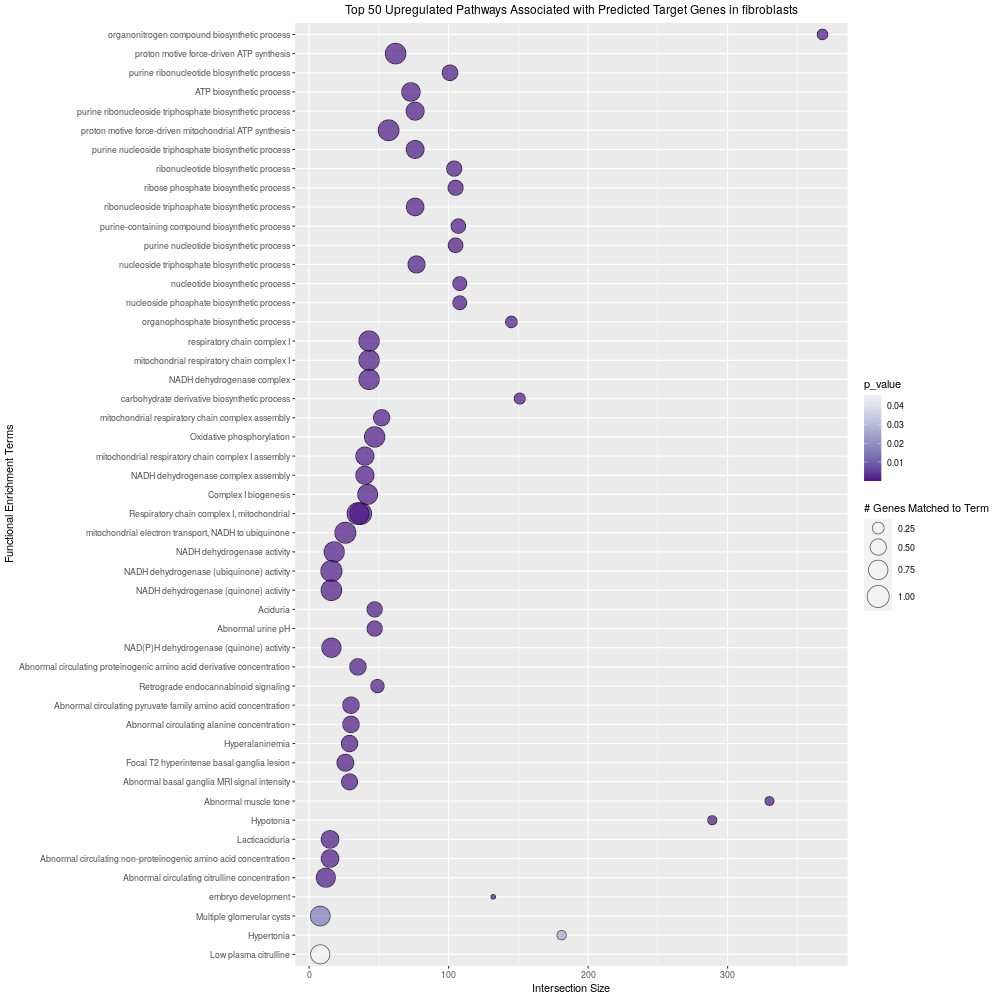 Top 50 Upregulated Pathways Associated with Predicted Target Genes in fibroblasts
Functional Enrichment Terms
organonitrogen compound biosynthetic process
proton motive force-driven ATP synthesis
purine ribonucleotide biosynthetic process
ATP biosynthetic process
purine ribonucleoside triphosphate biosynthetic process
proton motive force-driven mitochondrial ATP synthesis
purine nucleoside triphosphate biosynthetic process
ribonucleotide biosynthetic process
ribose phosphate biosynthetic process
ribonucleoside triphosphate biosynthetic process
purine-containing compound biosynthetic process
purine nucleotide biosynthetic process
nucleoside triphosphate biosynthetic process
nucleotide biosynthetic process
nucleoside phosphate biosynthetic process
organophosphate biosynthetic process
respiratory chain complex I
mitochondrial respiratory chain complex I
NADH dehydrogenase complex
carbohydrate derivative biosynthetic process
mitochondrial respiratory chain complex assembly
Oxidative phosphorylation
mitochondrial respiratory chain complex I assembly
NADH dehydrogenase complex assembly
Complex I biogenesis
Respiratory chain complex I, mitochondrial
mitochondrial electron transport, NADH to ubiquinone
NADH dehydrogenase activity
NADH dehydrogenase (ubiquinone) activity
NADH dehydrogenase (quinone) activity
Aciduria
Abnormal urine pH
NAD(P)H dehydrogenase (quinone) activity
Abnormal circulating proteinogenic amino acid derivative concentration
Retrograde endocannabinoid signaling
Abnormal circulating pyruvate family amino acid concentration
Abnormal circulating alanine concentration
Hyperalaninemia
Focal T2 hyperintense basal ganglia lesion
Abnormal basal ganglia MRI signal intensity
Abnormal muscle tone
Hypotonia
Lacticaciduria
Abnormal circulating non-proteinogenic amino acid concentration
Abnormal circulating citrulline concentration
embryo development
Multiple glomerular cysts
Hypertonia
Low plasma citrulline
0 100 200 300
Intersection Size
p_value
0.04
0.03
0.02
0.01
# Genes Matched to Term
0.25
0.50
0.75
1.00